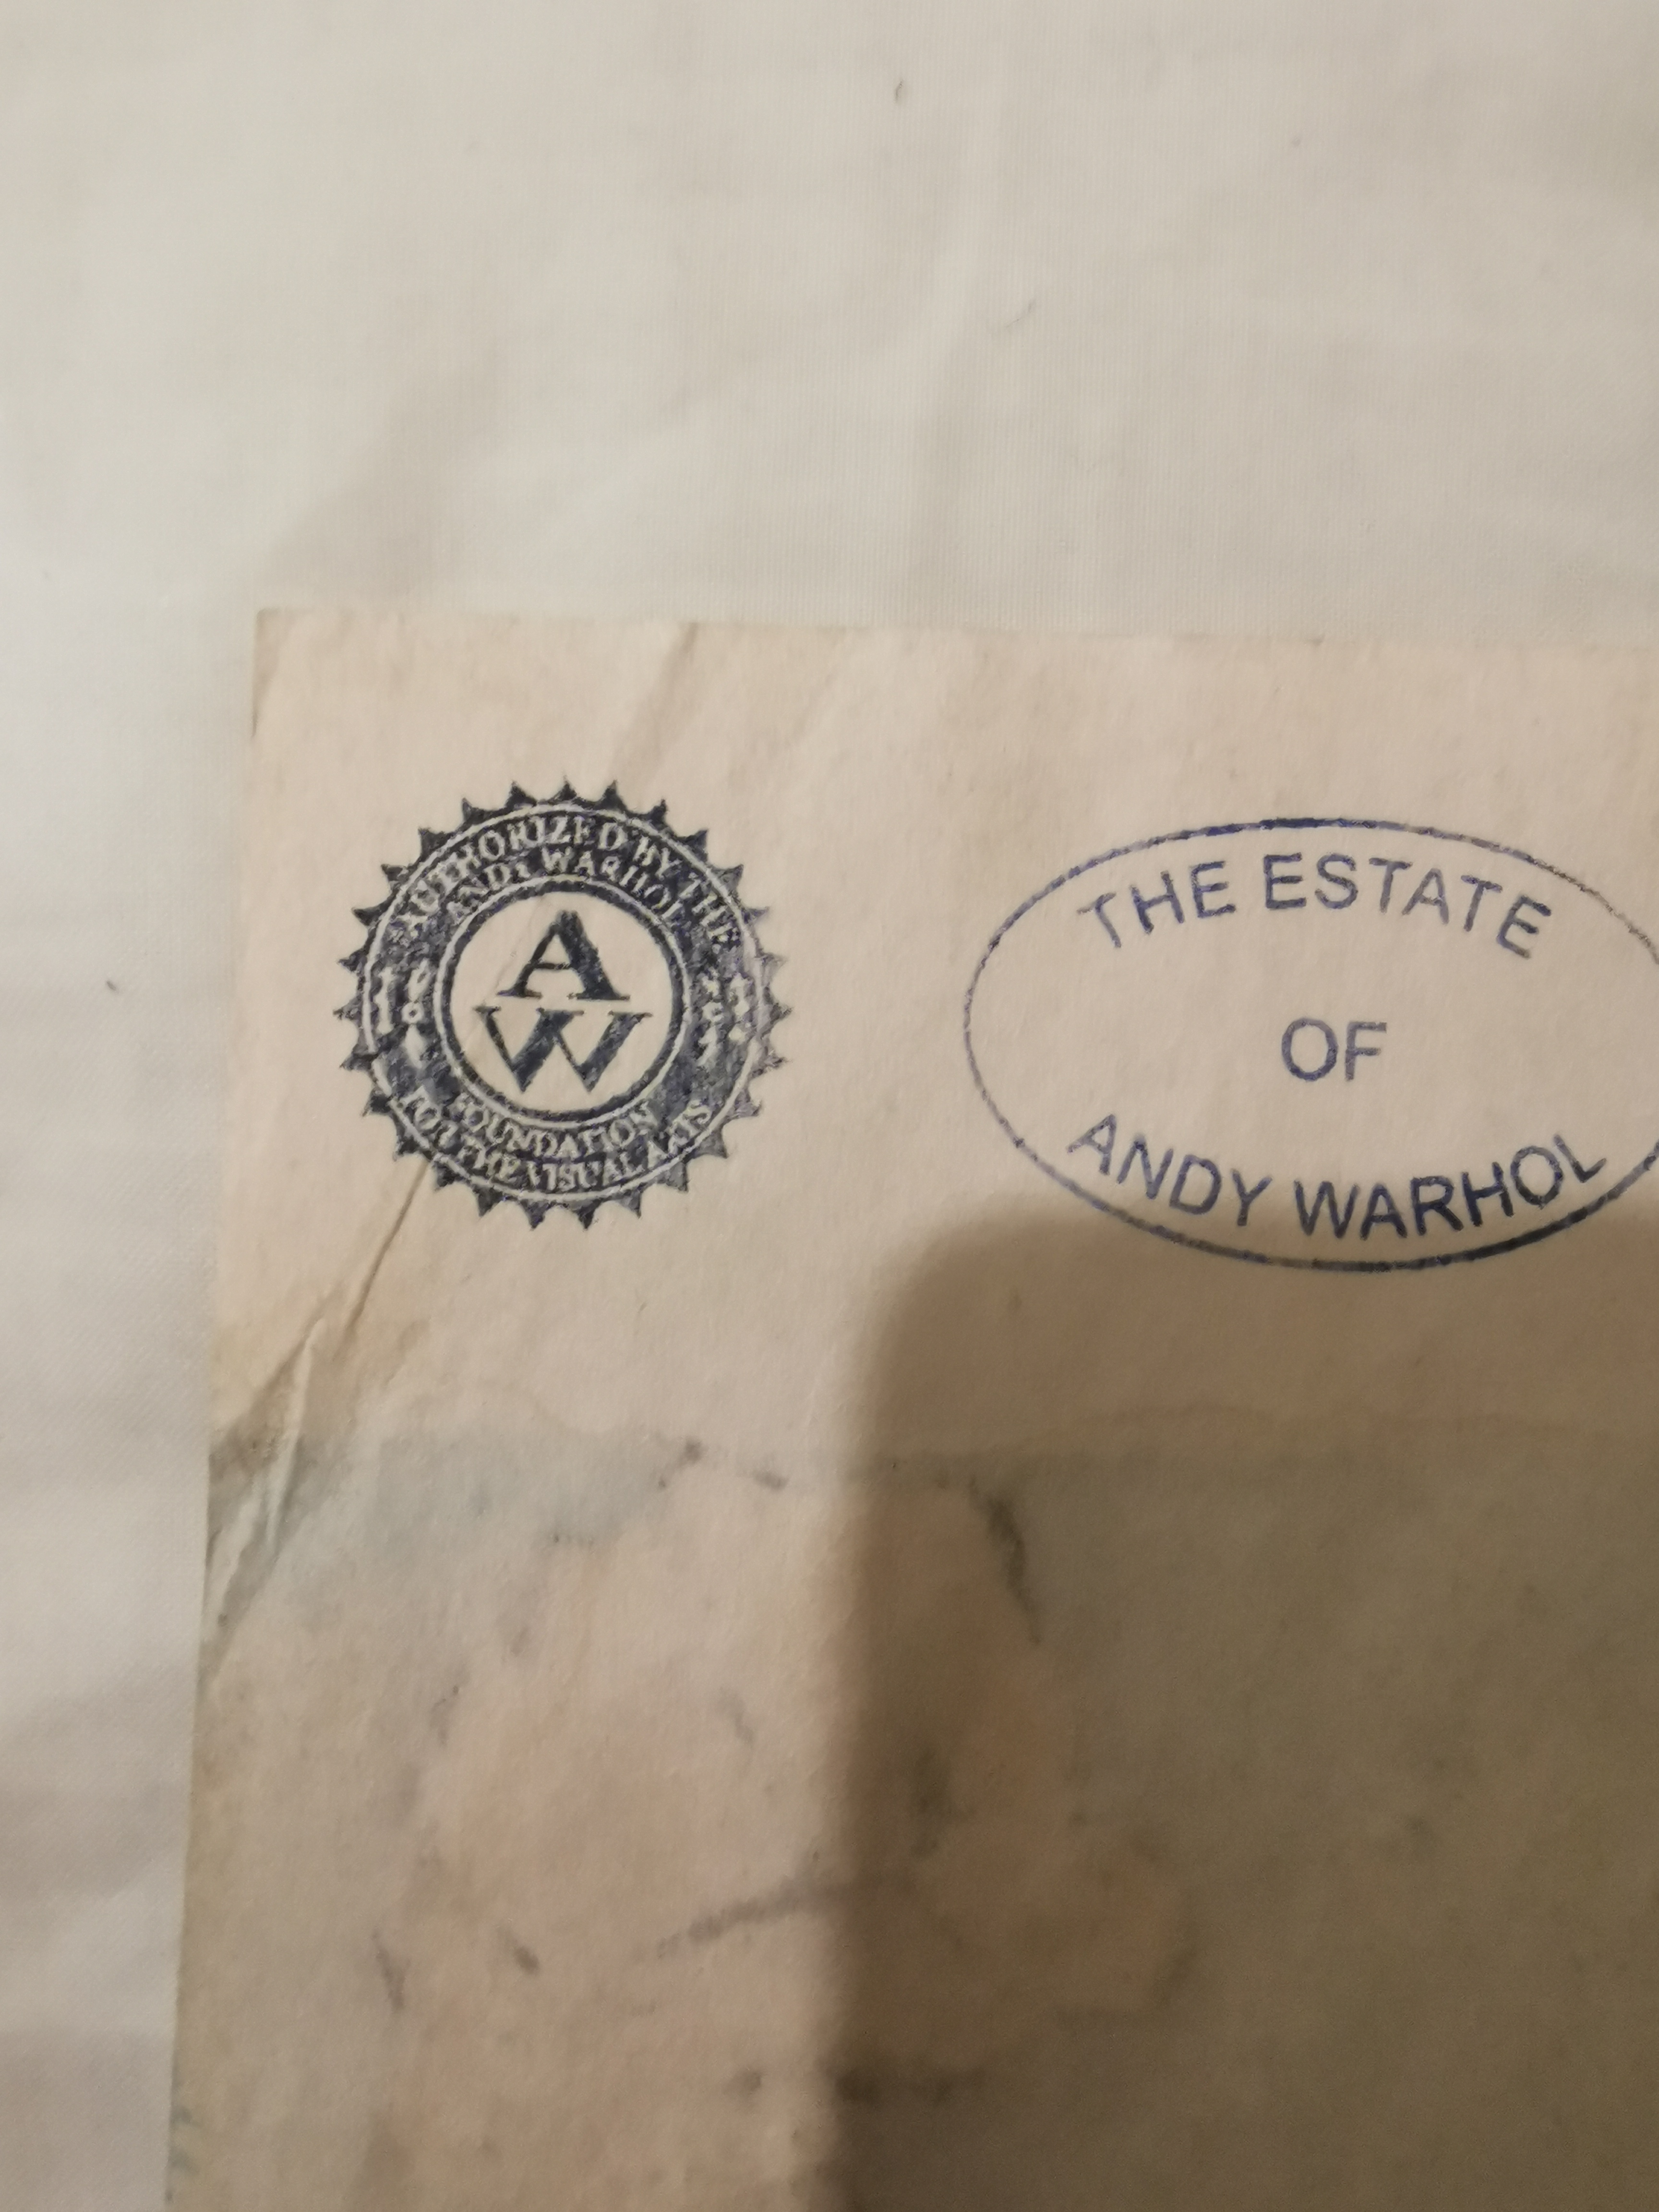 AUTHORIZED BY THE
ANDY WARHOL
A
W
FOUNDATION
FOR THE VISUAL ARTS
THE ESTATE
OF
ANDY WARHOL